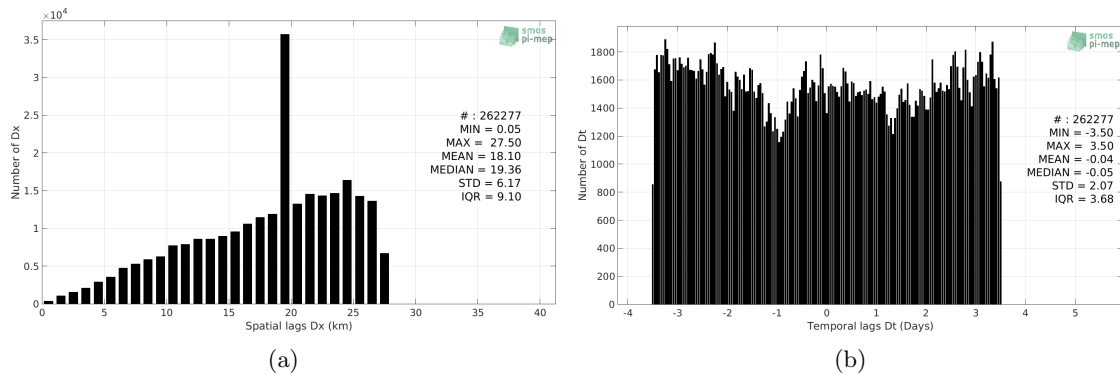 ×10⁴
3.5
3
2.5
2
1.5
1
0.5
0
Number of Dx
0 5 10 15 20 25 30 35 40
Spatial lags Dx (km)
smos
pi-mep
# : 262277
MIN = 0.05
MAX = 27.50
MEAN = 18.10
MEDIAN = 19.36
STD = 6.17
IQR = 9.10
(a)
1800
1600
1400
1200
1000
800
600
400
200
0
Number of Dt
-4 -3 -2 -1 0 1 2 3 4 5
Temporal lags Dt (Days)
smos
pi-mep
# : 262277
MIN = -3.50
MAX = 3.50
MEAN = -0.04
MEDIAN = -0.05
STD = 2.07
IQR = 3.68
(b)